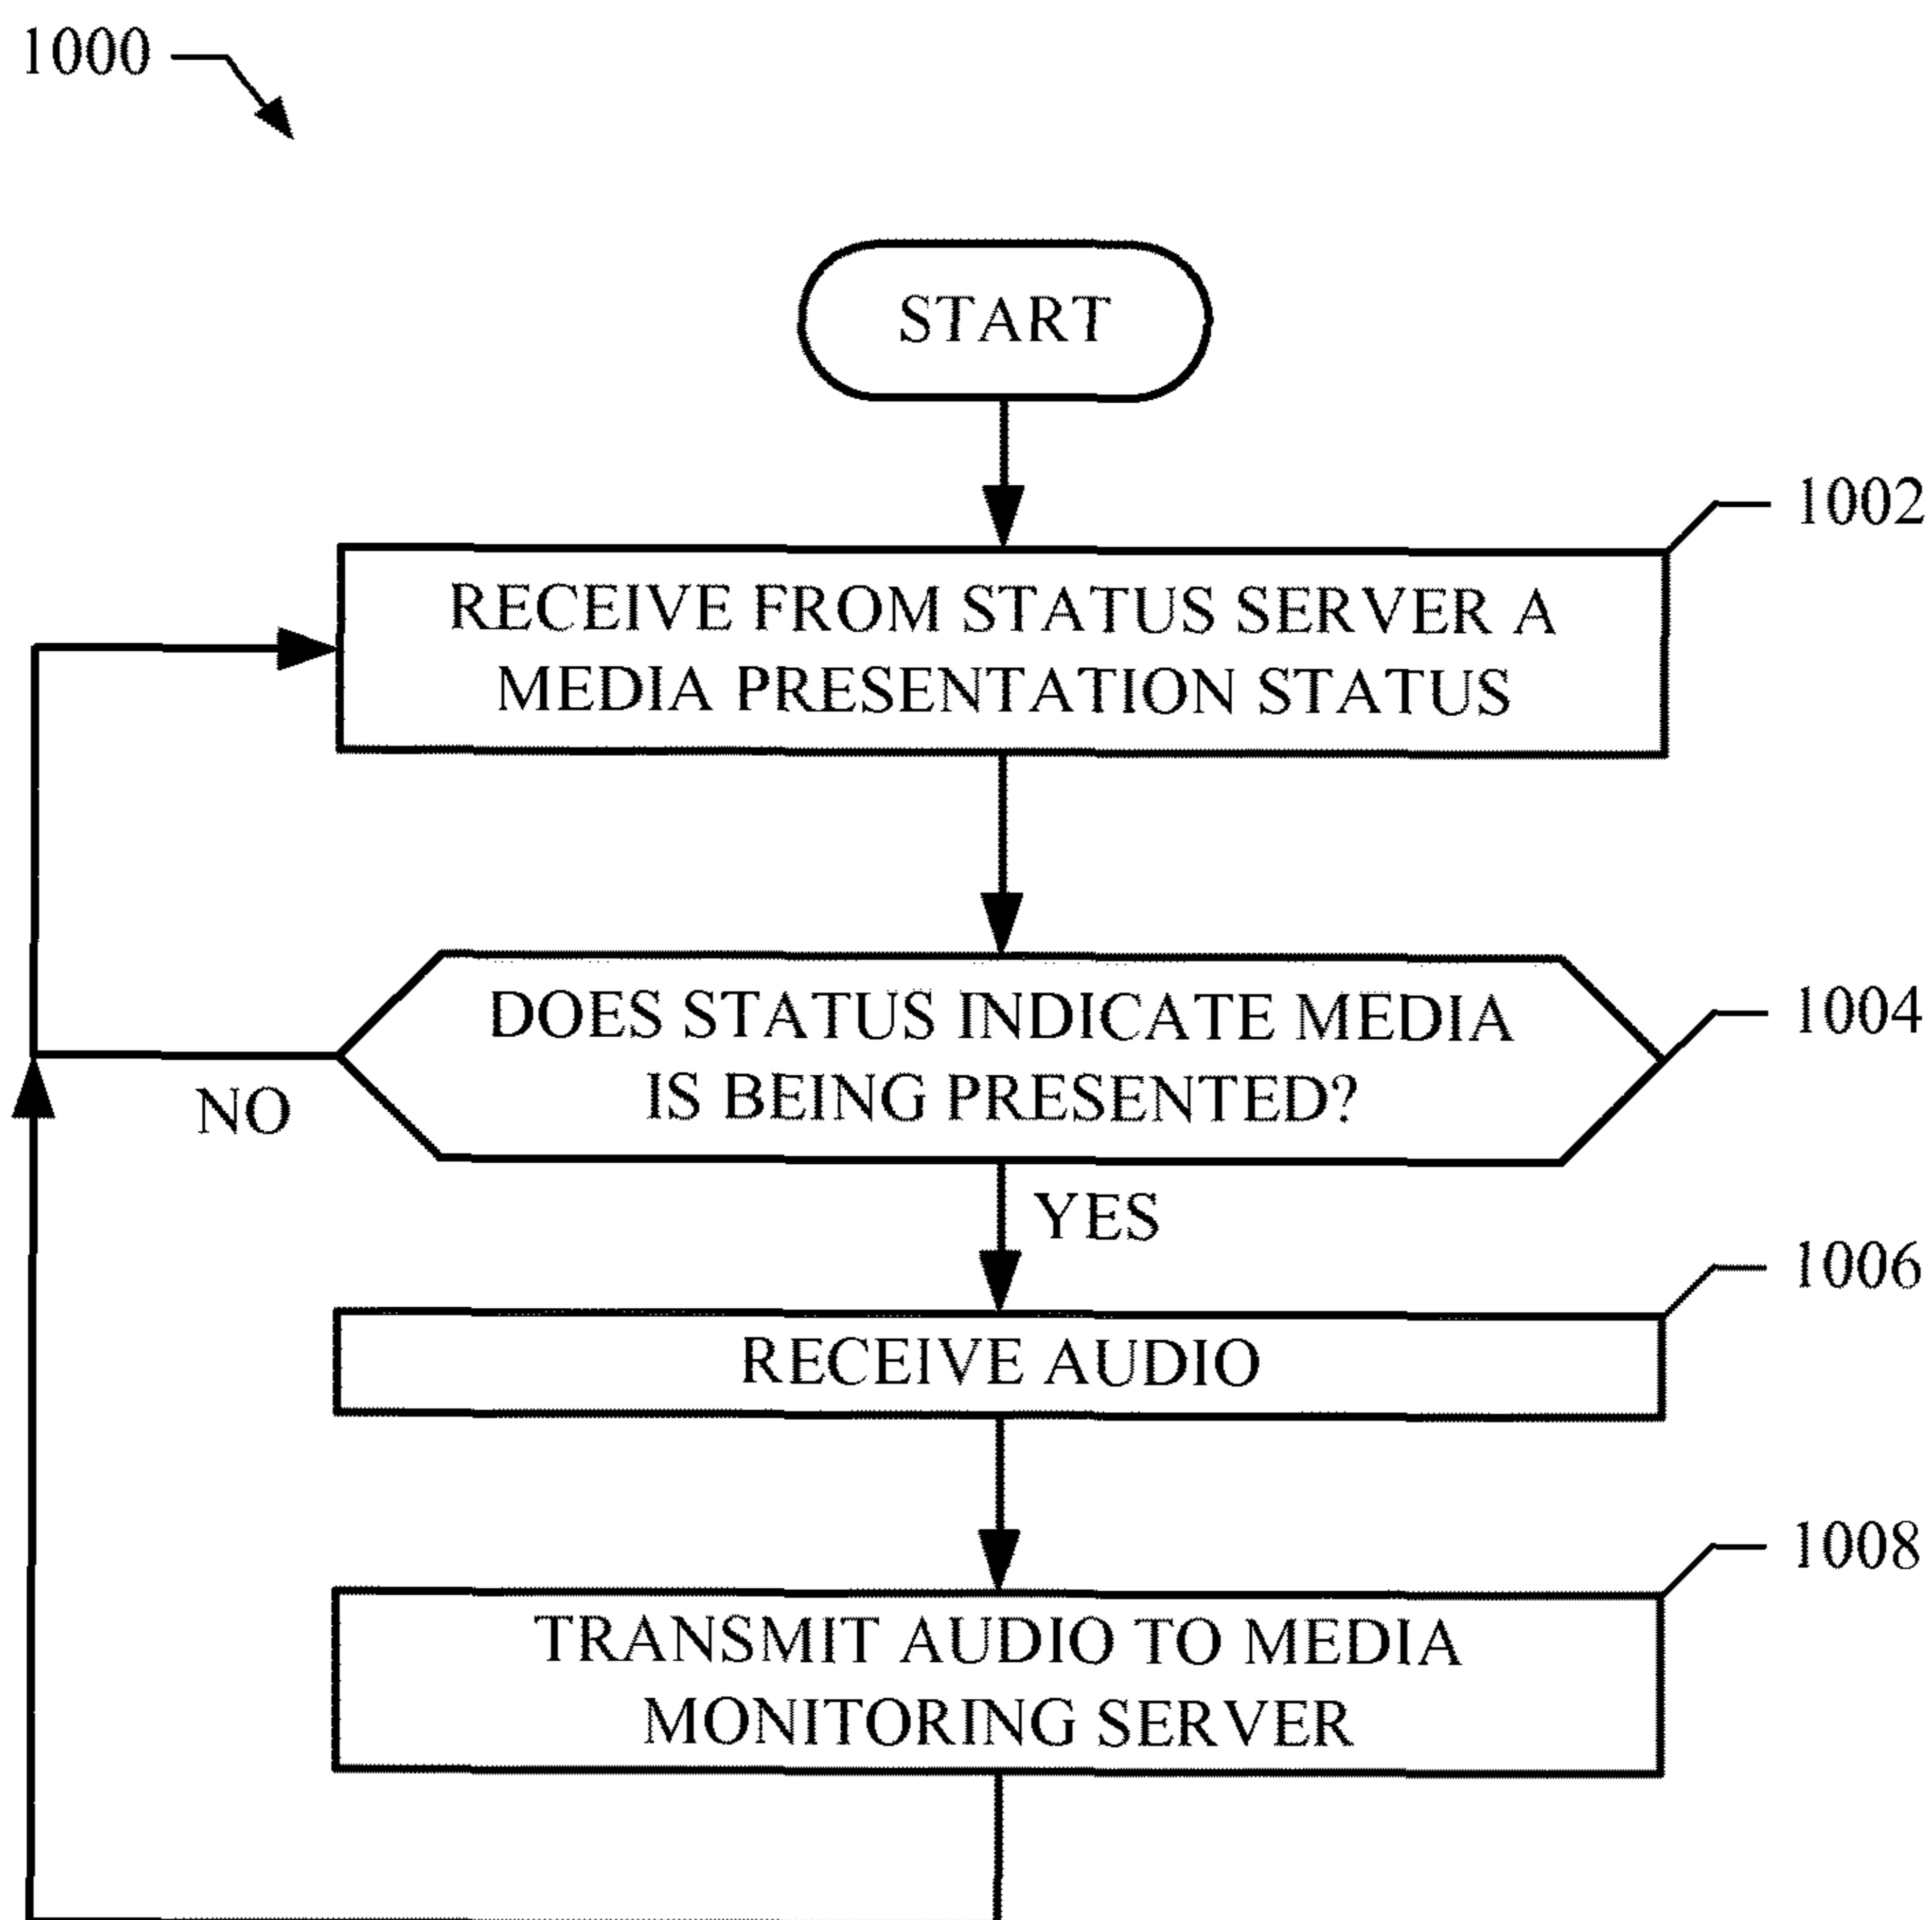 1000
START
1002
RECEIVE FROM STATUS SERVER A
MEDIA PRESENTATION STATUS
DOES STATUS INDICATE MEDIA
IS BEING PRESENTED?
1004
NO
YES
1006
RECEIVE AUDIO
1008
TRANSMIT AUDIO TO MEDIA
MONITORING SERVER